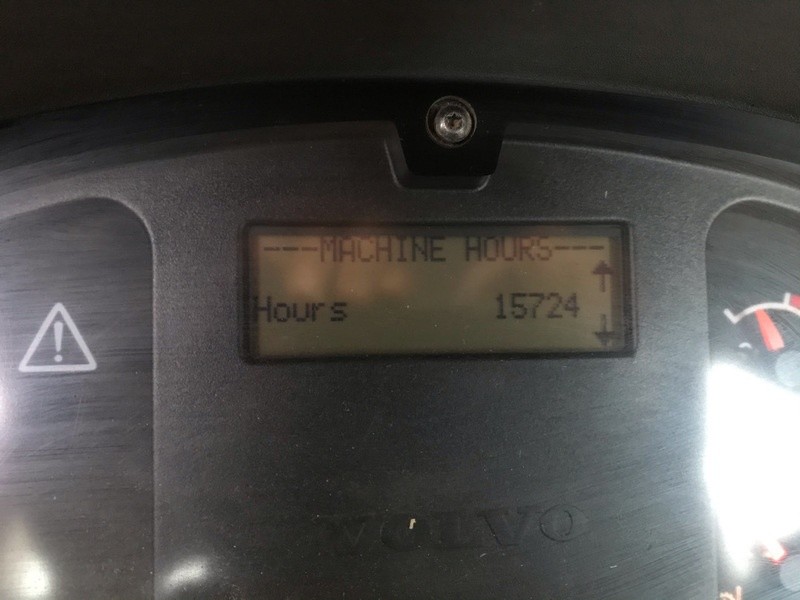 ---MACHINE HOURS---
Hours 15724
VOLVO